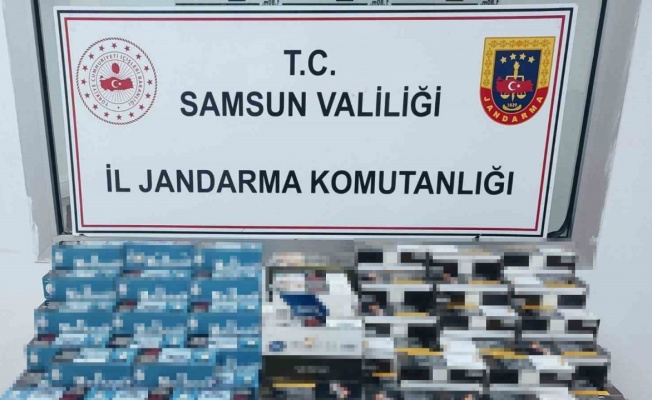 T.C.
SAMSUN VALİLİĞİ
İL JANDARMA KOMUTANLIĞI
JANDARMA